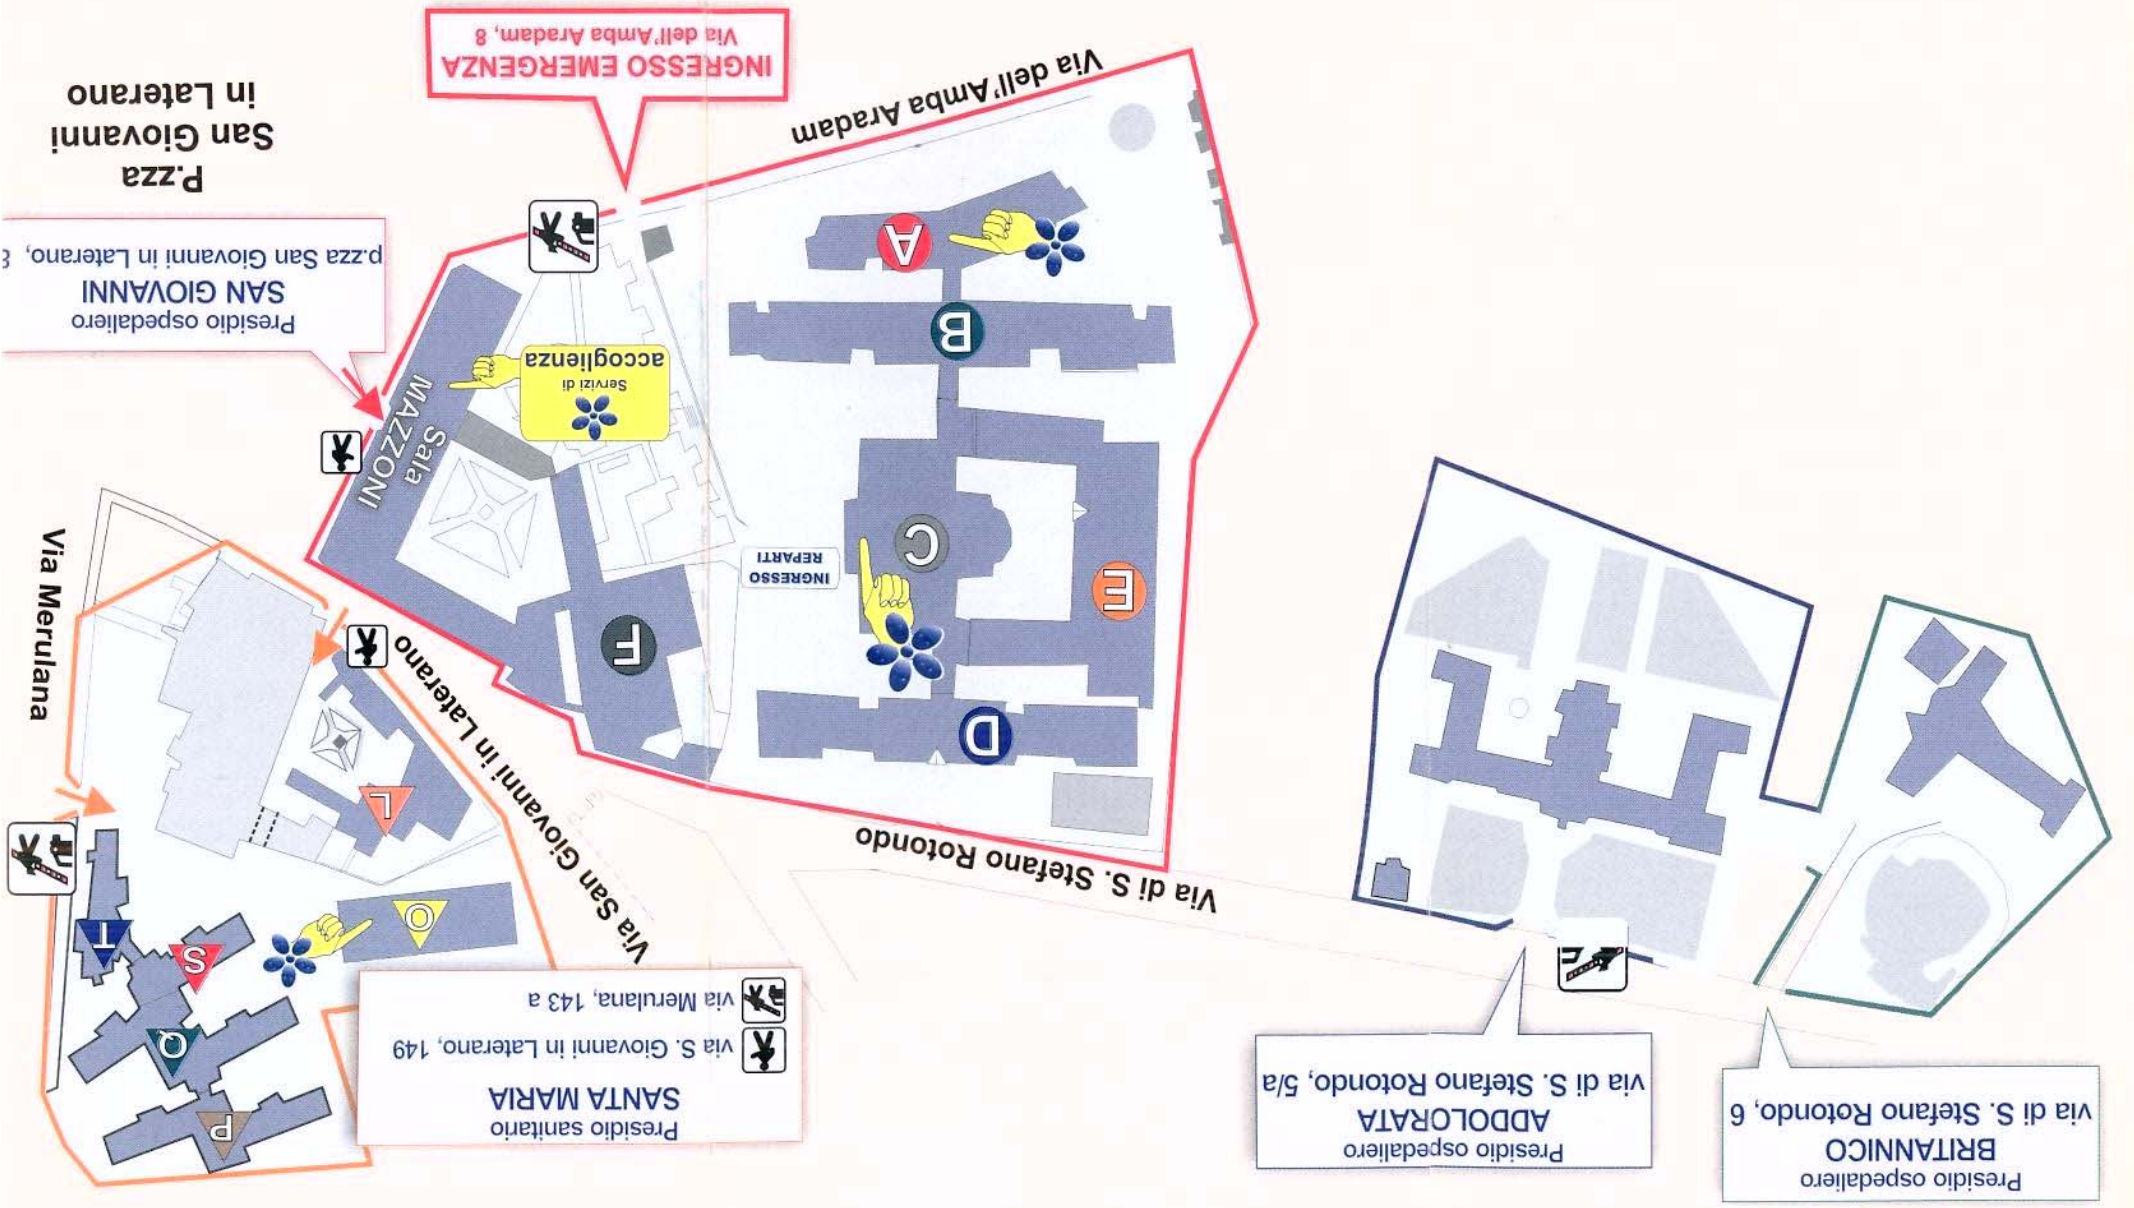 Presidio ospedaliero
BRITANNICO
via di S. Stefano Rotondo, 6
Presidio ospedaliero
ADDOLORATA
via di S. Stefano Rotondo, 5/a
Presidio sanitario
SANTA MARIA
via S. Giovanni in Laterano, 149
via Merulana, 143 a
P
Q
S
T
O
L
Via San Giovanni in Laterano
Via Merulana
Via di S. Stefano Rotondo
D
E
C
F
INGRESSO
REPARTI
Sala
MAZZONI
Servizi di
accoglienza
B
A
Presidio ospedaliero
SAN GIOVANNI
p.zza San Giovanni in Laterano, 8
P.zza
San Giovanni
in Laterano
Via dell'Amba Aradam
INGRESSO EMERGENZA
Via dell'Amba Aradam, 8